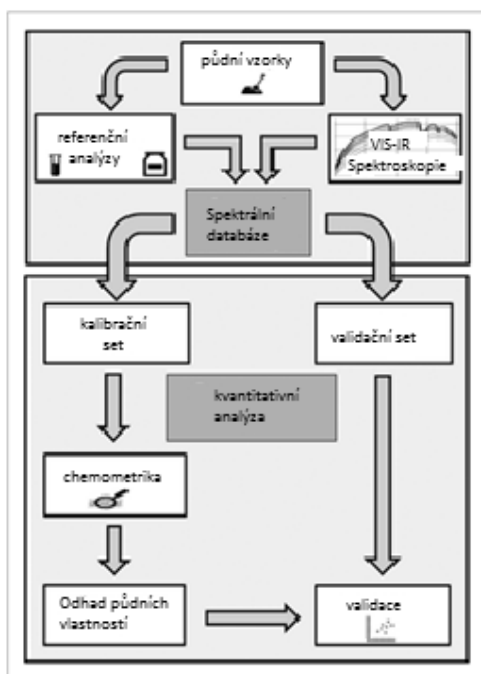 půdní vzorky
referenční
analýzy
VIS-IR
Spektroskopie
Spektrální
databáze
kalibrační
set
validační set
kvantitativní
analýza
chemometrika
Odhad půdních
vlastností
validace